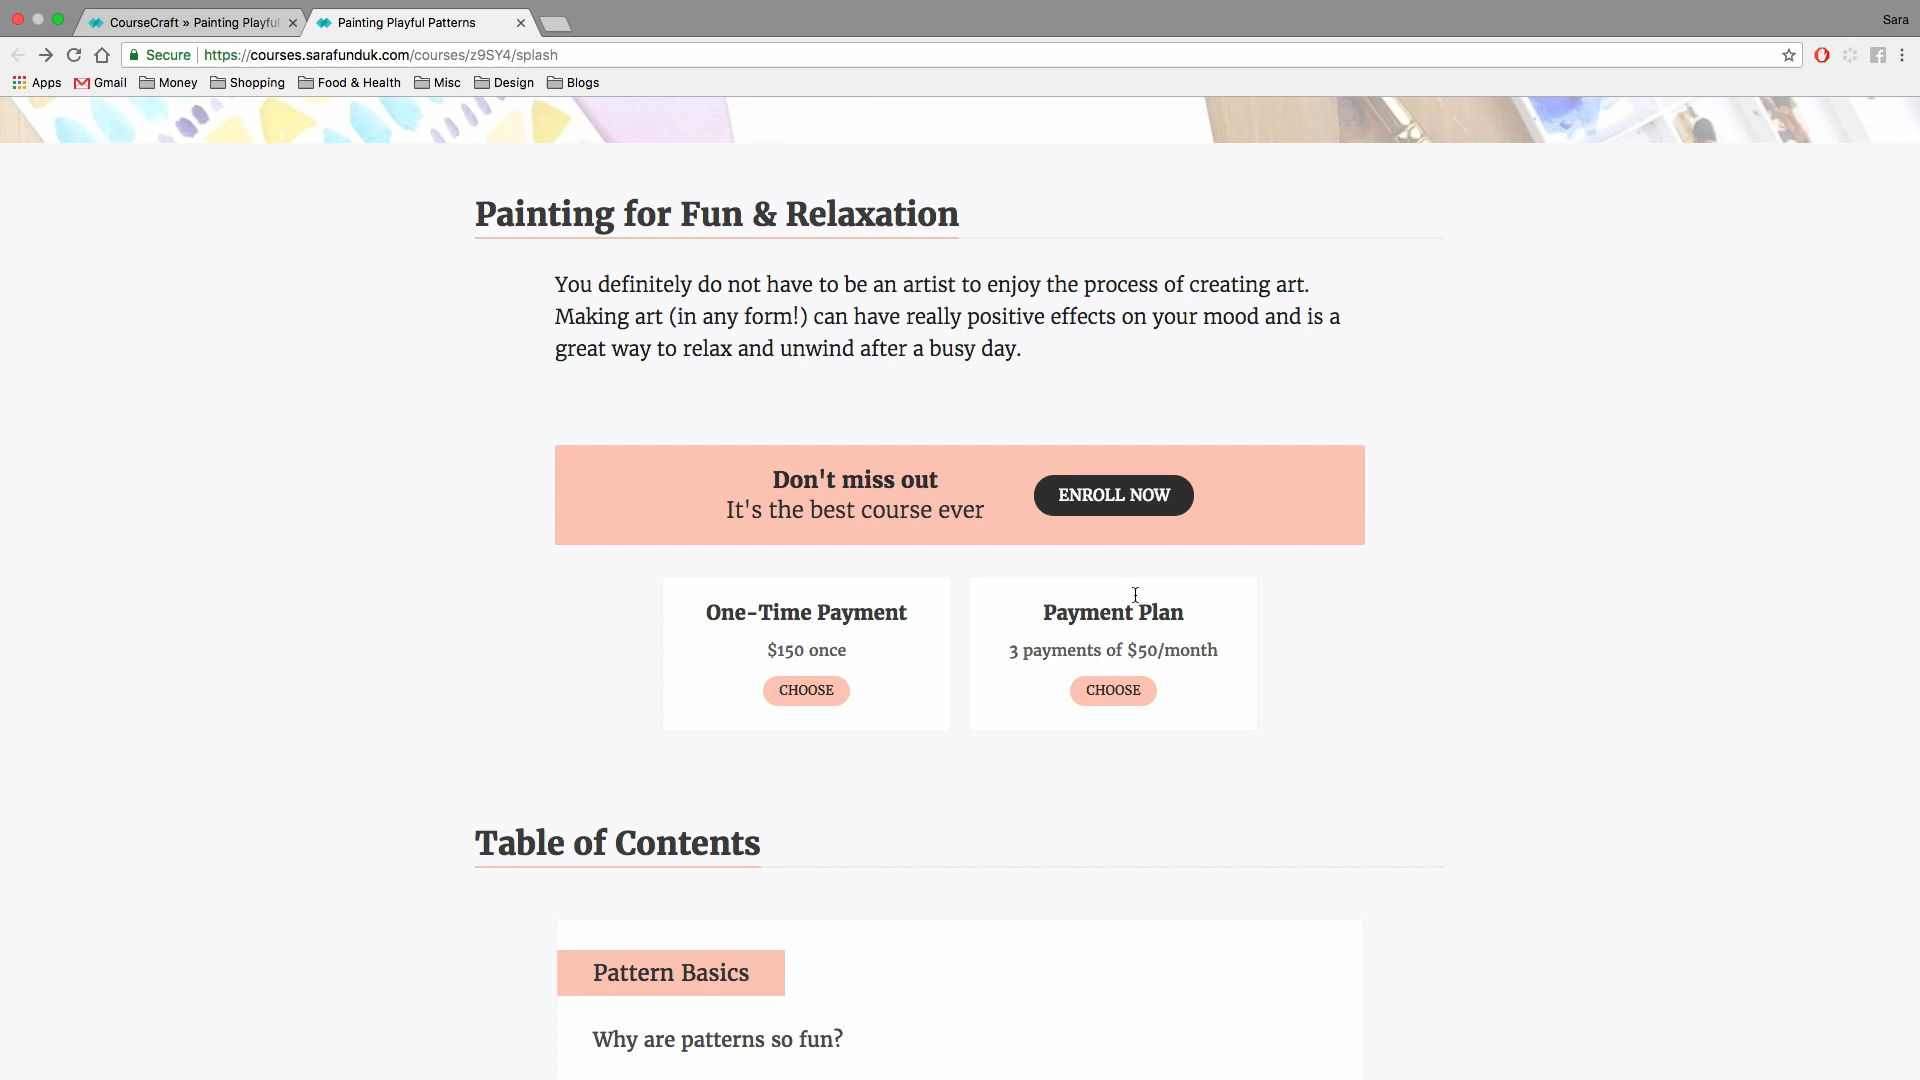 CourseCraft » Painting Playful
Painting Playful Patterns
Sara
Secure
https://courses.sarafunduk.com/courses/z9SY4/splash
Apps
Gmail
Money
Shopping
Food & Health
Misc
Design
Blogs
Painting for Fun & Relaxation
You definitely do not have to be an artist to enjoy the process of creating art.
Making art (in any form!) can have really positive effects on your mood and is a
great way to relax and unwind after a busy day.
Don't miss out
It's the best course ever
ENROLL NOW
One-Time Payment
$150 once
CHOOSE
Payment Plan
3 payments of $50/month
CHOOSE
Table of Contents
Pattern Basics
Why are patterns so fun?